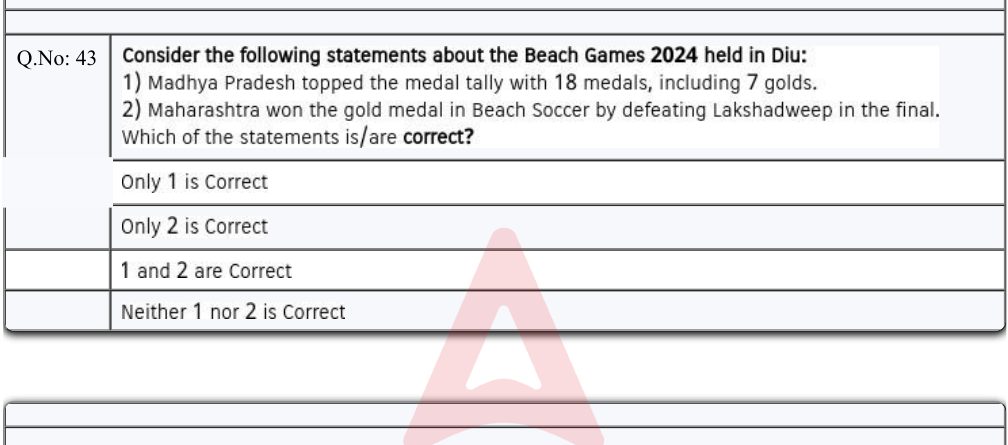 Q.No: 43
Consider the following statements about the Beach Games 2024 held in Diu:
1) Madhya Pradesh topped the medal tally with 18 medals, including 7 golds.
2) Maharashtra won the gold medal in Beach Soccer by defeating Lakshadweep in the final.
Which of the statements is/are correct?
Only 1 is Correct
Only 2 is Correct
1 and 2 are Correct
Neither 1 nor 2 is Correct